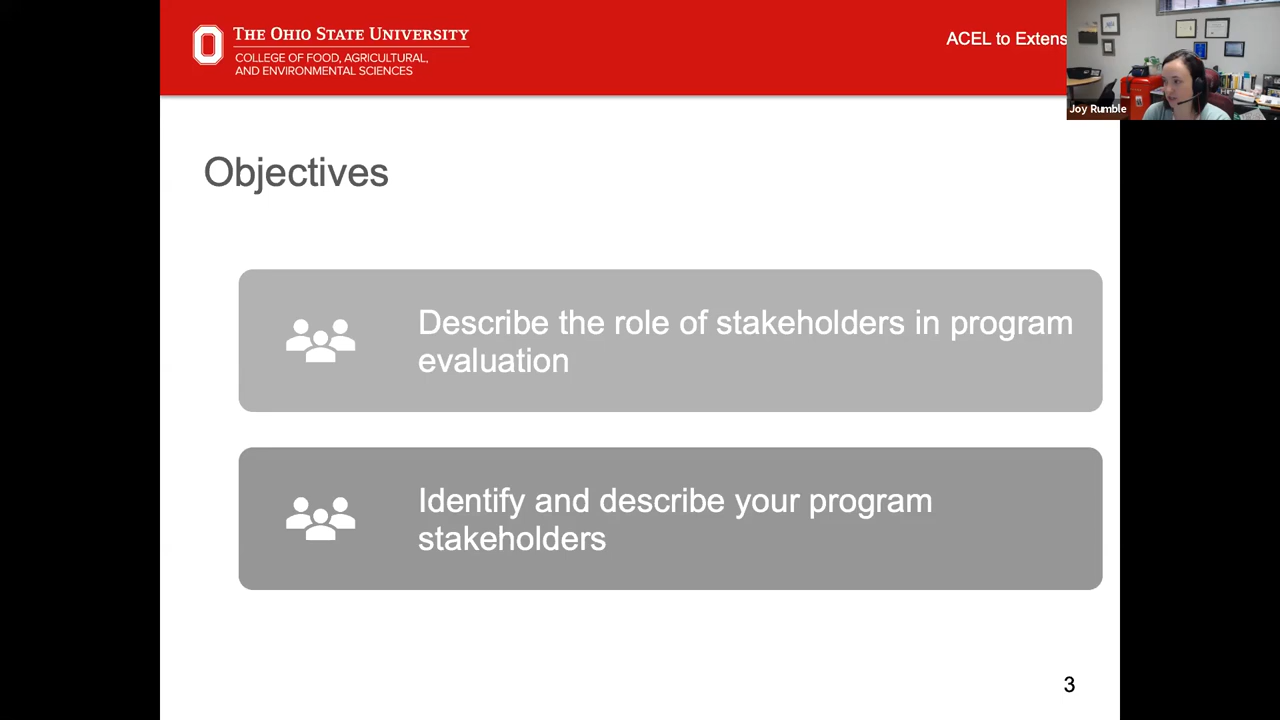 THE OHIO STATE UNIVERSITY
COLLEGE OF FOOD, AGRICULTURAL,
AND ENVIRONMENTAL SCIENCES
ACEL to Extens
Joy Rumble
Objectives
Describe the role of stakeholders in program
evaluation
Identify and describe your program
stakeholders
3